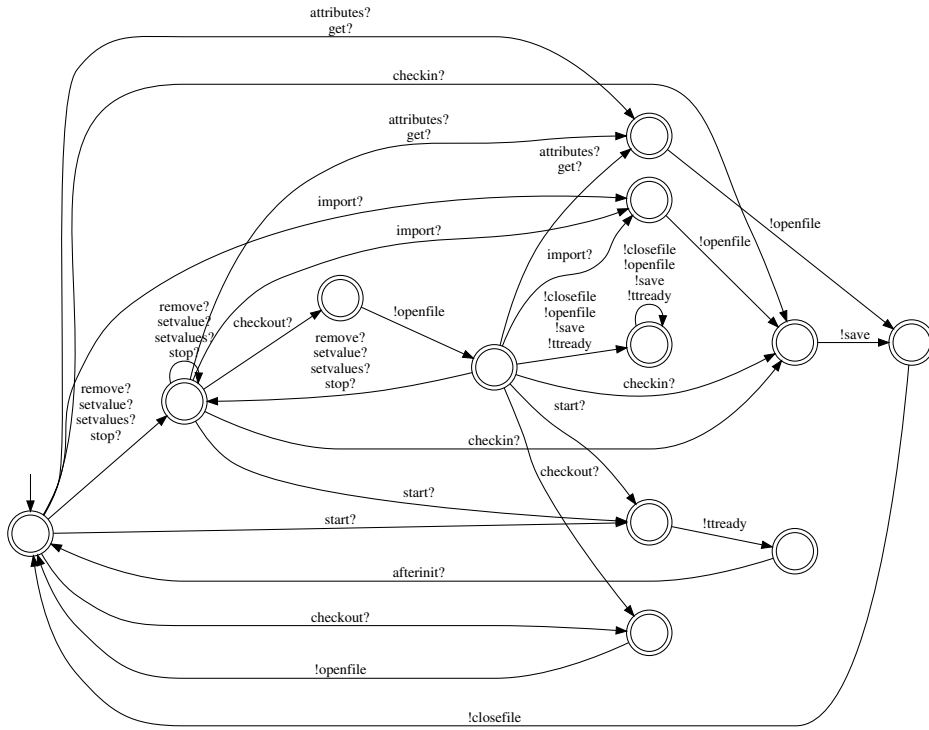 attributes?
get?
checkin?
attributes?
get?
attributes?
get?
import?
!openfile
import?
!openfile
import?
!closefile
!openfile
!save
!ttready
remove?
setvalue?
setvalues?
stop?
checkout?
!openfile
!closefile
!openfile
!save
!ttready
remove?
setvalue?
setvalues?
stop?
!save
remove?
setvalue?
setvalues?
stop?
checkin?
start?
checkin?
checkout?
start?
start?
!ttready
afterinit?
checkout?
!openfile
!closefile